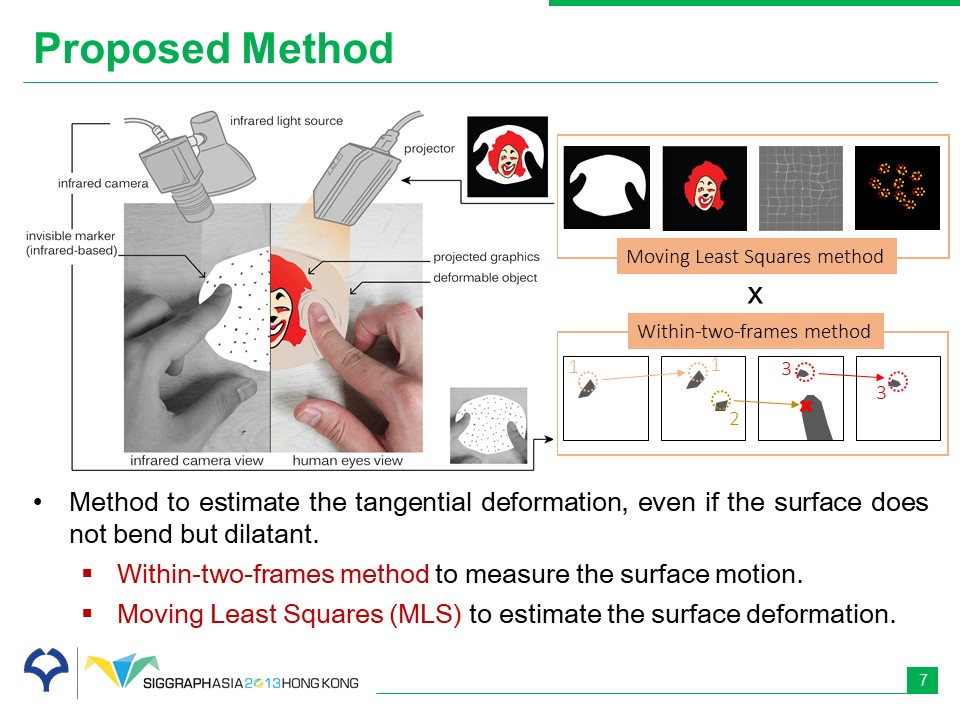 Proposed Method
infrared light source
projector
infrared camera
invisible marker
(infrared-based)
projected graphics
deformable object
infrared camera view
human eyes view
Moving Least Squares method
X
Within-two-frames method
1
1
2
3
3
• Method to estimate the tangential deformation, even if the surface does
not bend but dilatant.
▪ Within-two-frames method to measure the surface motion.
▪ Moving Least Squares (MLS) to estimate the surface deformation.
SIGGRAPHASIA2013HONG KONG
7